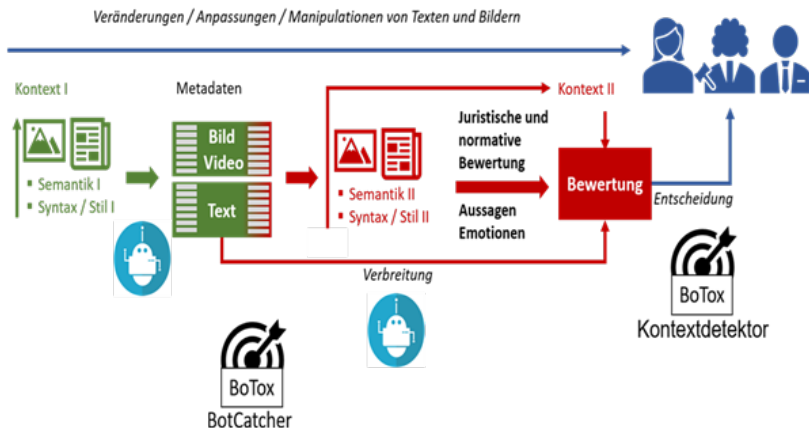 Veränderungen / Anpassungen / Manipulationen von Texten und Bildern
Kontext I
Metadaten
Kontext II
Bild
Video
Text
▪ Semantik I
▪ Syntax / Stil I
▪ Semantik II
▪ Syntax / Stil II
Juristische und
normative
Bewertung
Aussagen
Emotionen
Bewertung
Entscheidung
Verbreitung
BoTox
Kontextdetektor
BoTox
BotCatcher